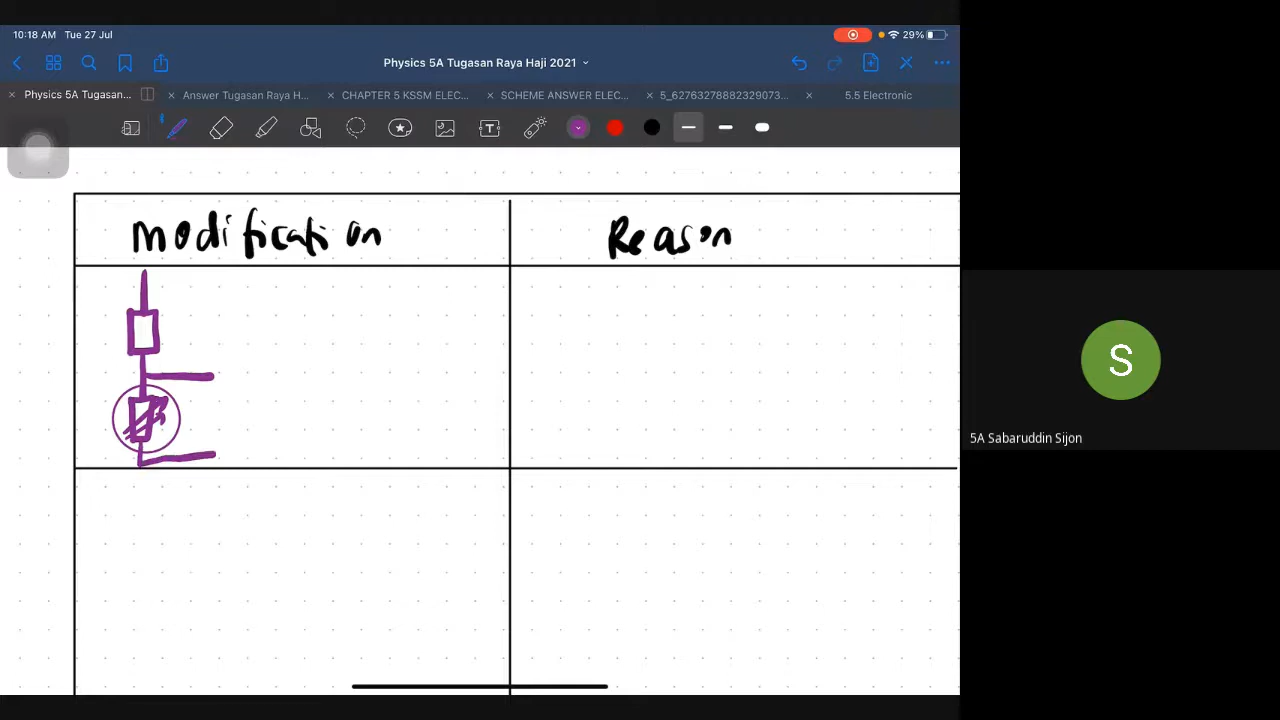 10:18 AM Tue 27 Jul
29%
Physics 5A Tugasan Raya Haji 2021
Physics 5A Tugasan...
Answer Tugasan Raya H...
CHAPTER 5 KSSM ELEC...
SCHEME ANSWER ELEC...
5_62763278882329073...
5.5 Electronic
Modification
Reason
S
5A Sabaruddin Sijon